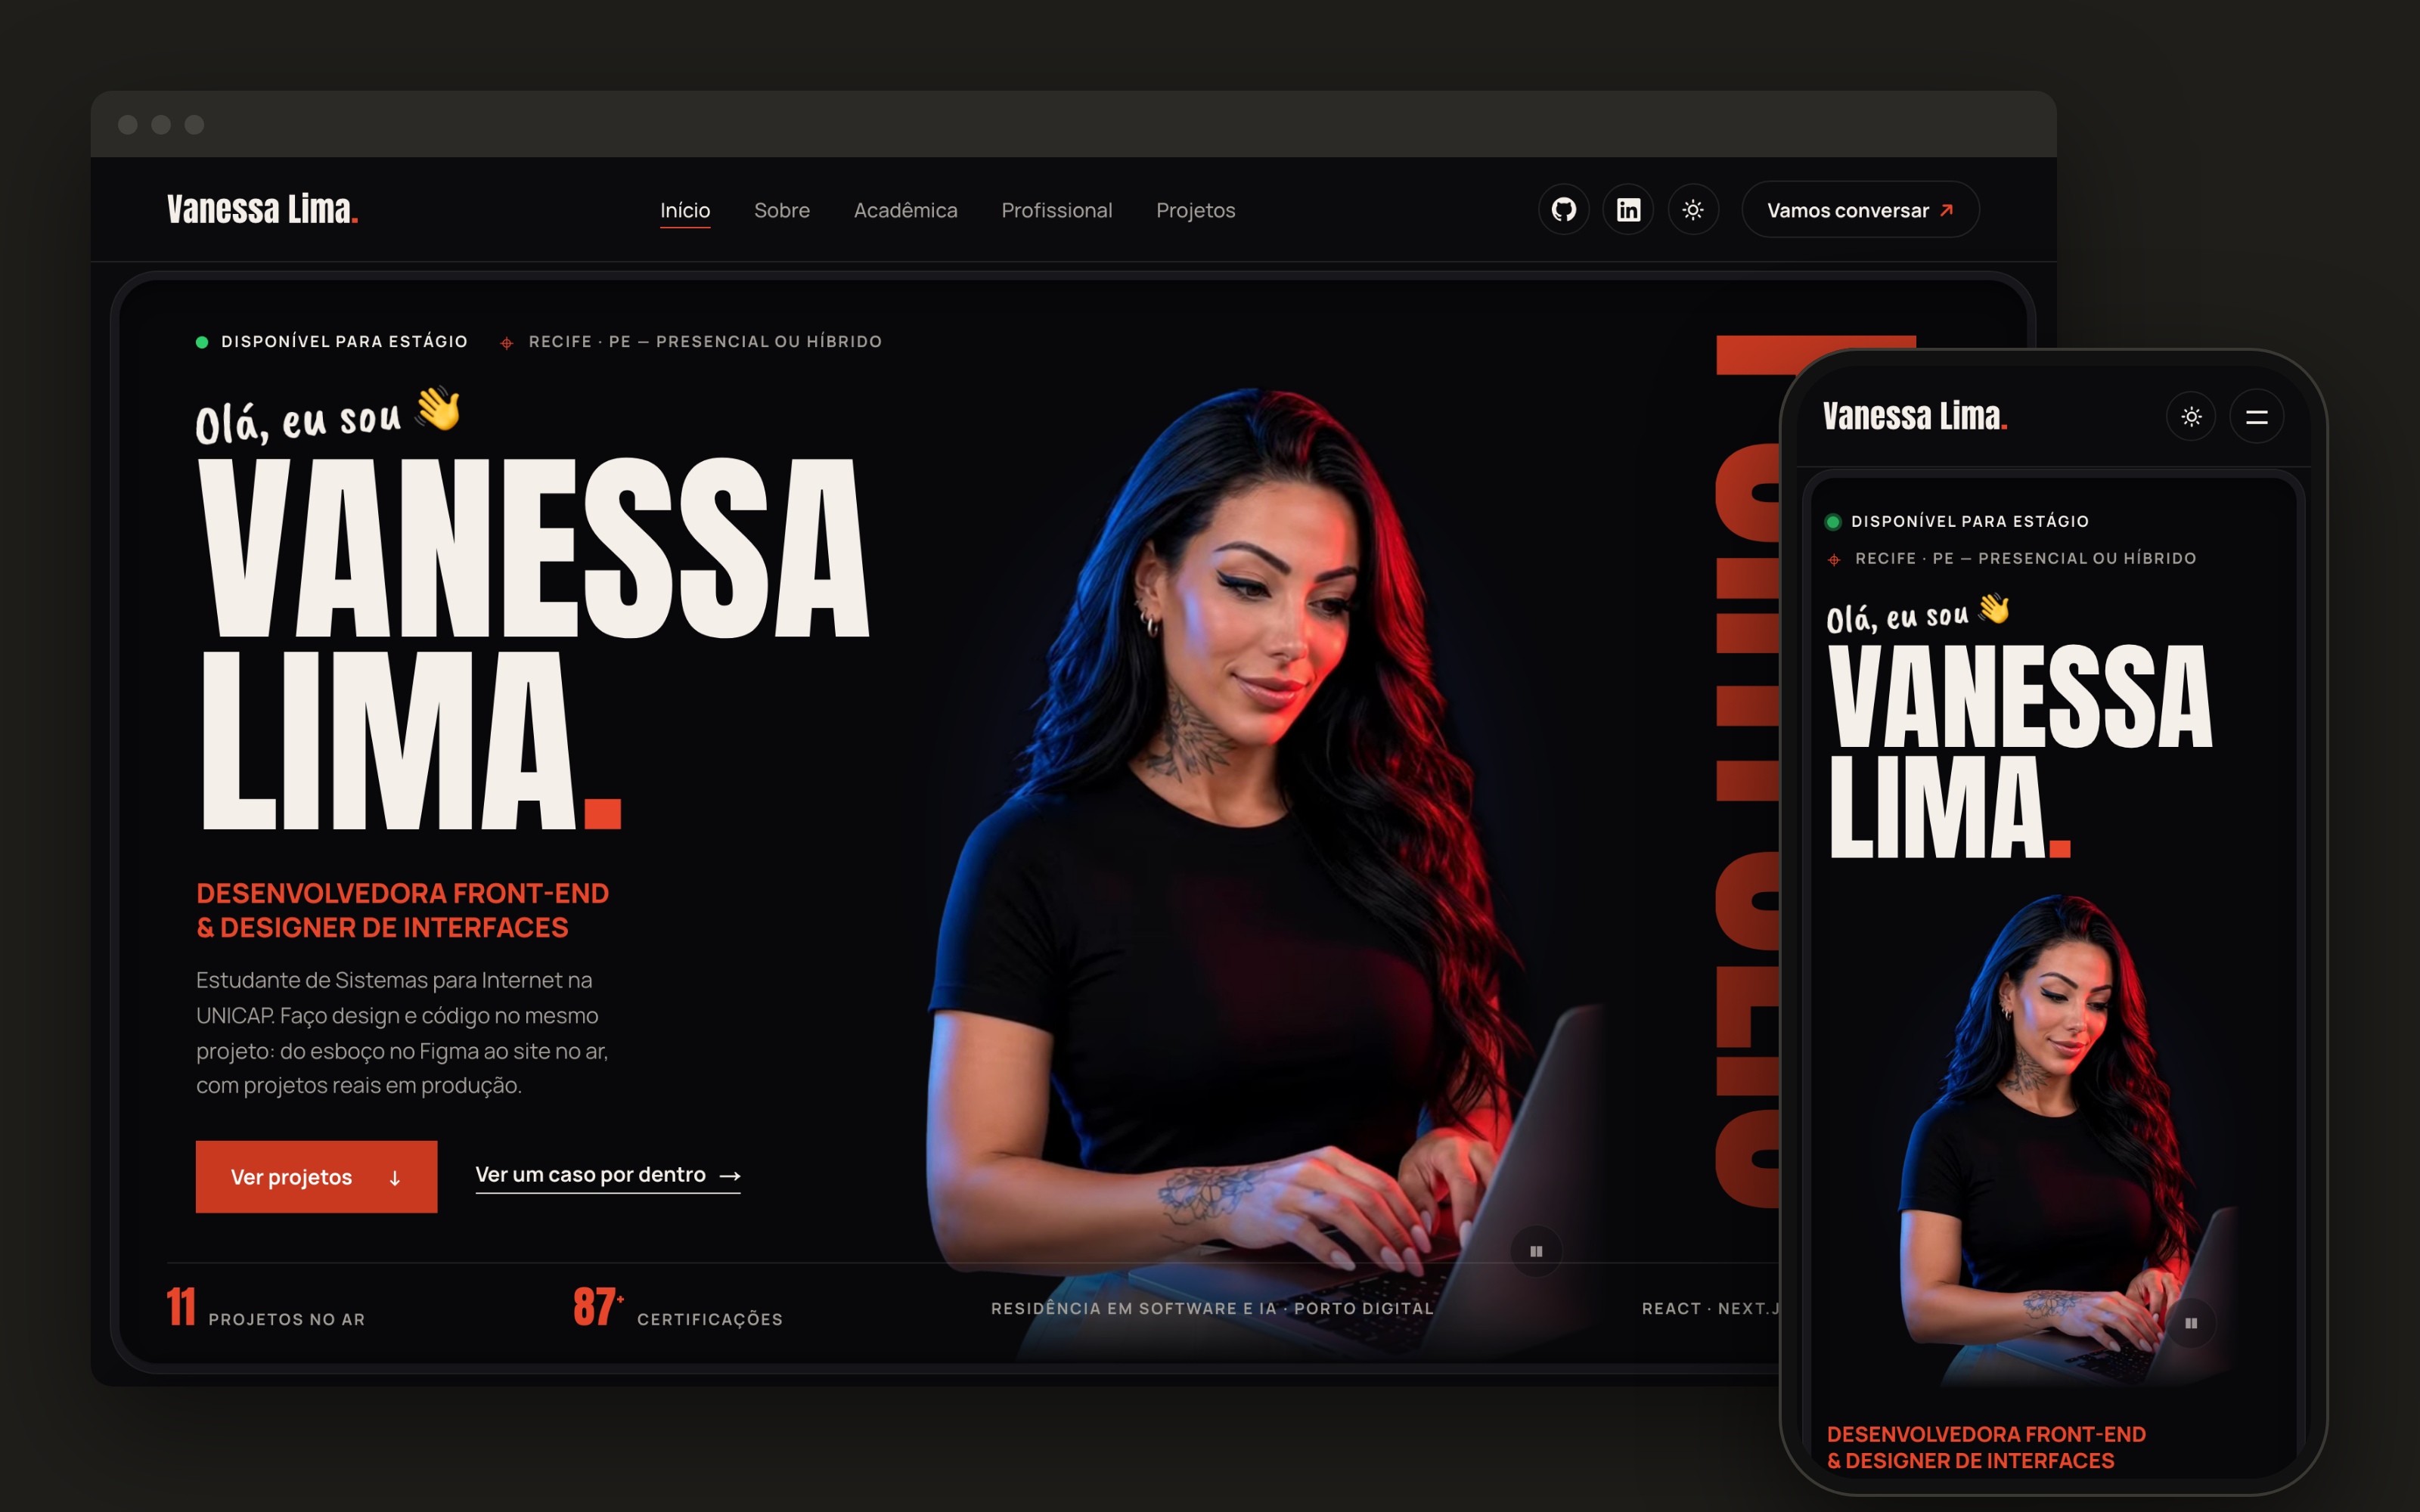 Vanessa Lima.
Início
Sobre
Acadêmica
Profissional
Projetos
Vamos conversar
DISPONÍVEL PARA ESTÁGIO
RECIFE · PE — PRESENCIAL OU HÍBRIDO
Olá, eu sou 👋
VANESSA
LIMA.
DESENVOLVEDORA FRONT-END
& DESIGNER DE INTERFACES
Estudante de Sistemas para Internet na
UNICAP. Faço design e código no mesmo
projeto: do esboço no Figma ao site no ar,
com projetos reais em produção.
Ver projetos ↓
Ver um caso por dentro →
11 PROJETOS NO AR
87+ CERTIFICAÇÕES
RESIDÊNCIA EM SOFTWARE E IA · PORTO DIGITAL
REACT · NEXT.J
Vanessa Lima.
DISPONÍVEL PARA ESTÁGIO
RECIFE · PE — PRESENCIAL OU HÍBRIDO
Olá, eu sou 👋
VANESSA
LIMA.
DESENVOLVEDORA FRONT-END
& DESIGNER DE INTERFACES